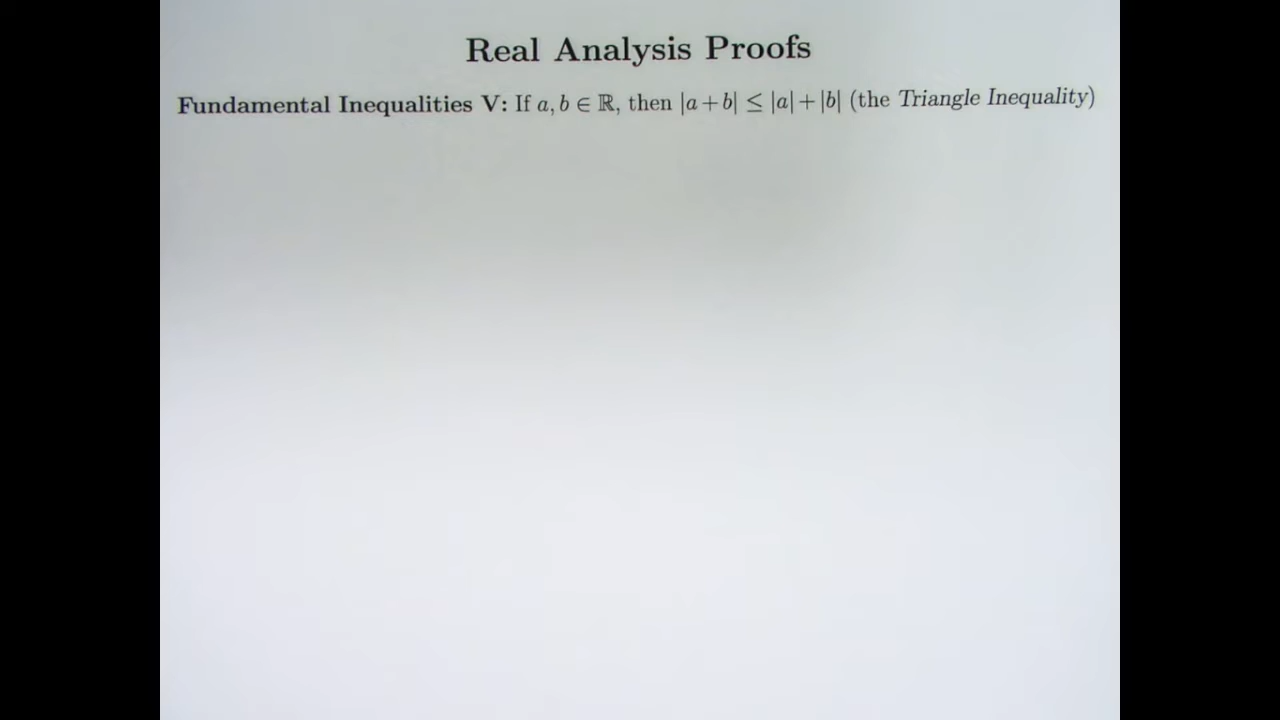 Real Analysis Proofs
Fundamental Inequalities V: If a, b ∈ ℝ, then |a + b| ≤ |a| + |b| (the Triangle Inequality)